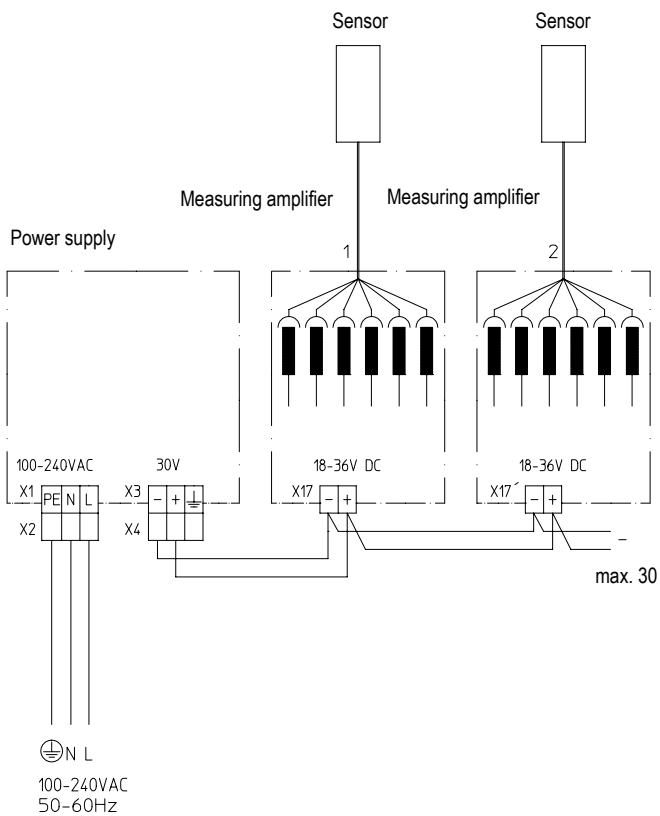 Sensor
Sensor
Measuring amplifier
Measuring amplifier
Power supply
1
2
100-240VAC
30V
18-36V DC
18-36V DC
X1
PE N L
X3
- +
X17
- +
X17´
- +
X2
X4
–
max. 30
N L
100-240VAC
50-60Hz